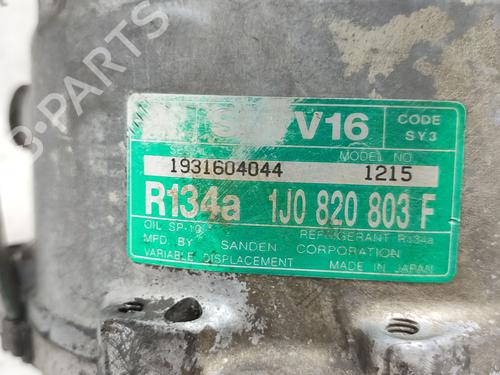 V16
CODE
SY3
SERIAL
MODEL NO.
1931604044
1215
R134a
1J0 820 803 F
OIL SP-10
REFRIGERANT R134a
MFD. BY SANDEN CORPORATION
VARIABLE DISPLACEMENT
MADE IN JAPAN
B-PARTS